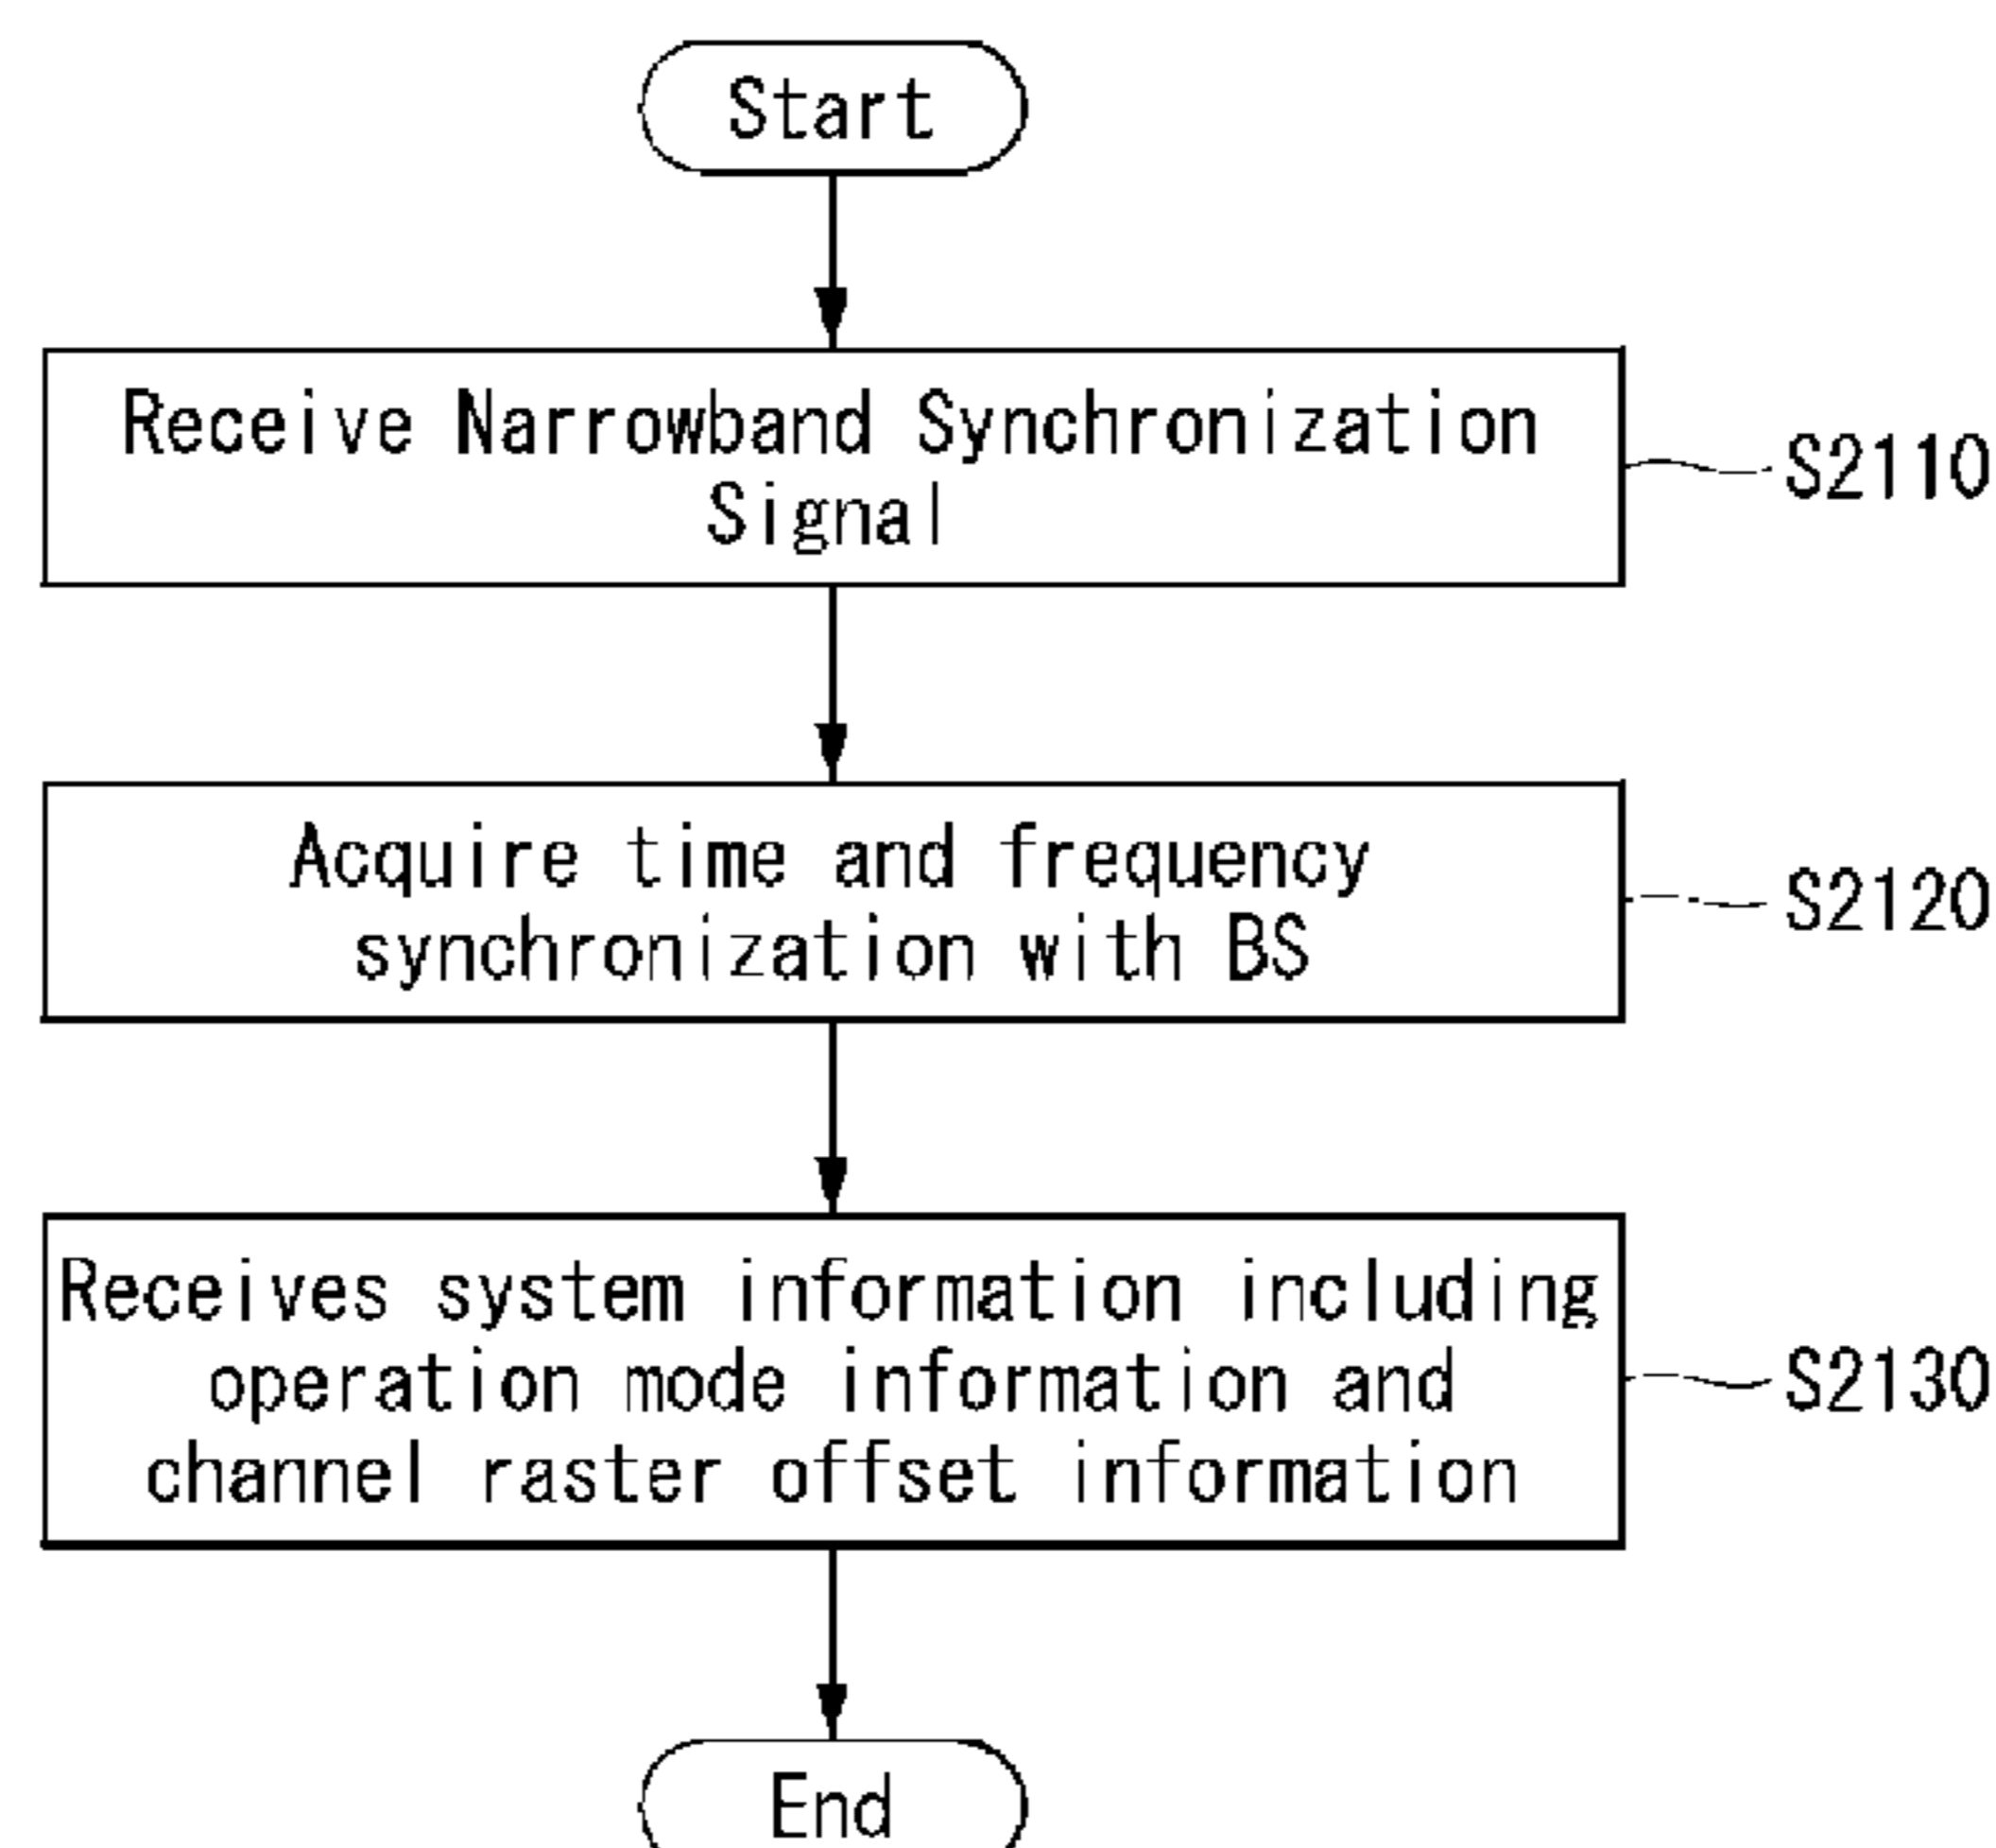 Start
Receive Narrowband Synchronization
Signal
S2110
Acquire time and frequency
synchronization with BS
S2120
Receives system information including
operation mode information and
channel raster offset information
S2130
End